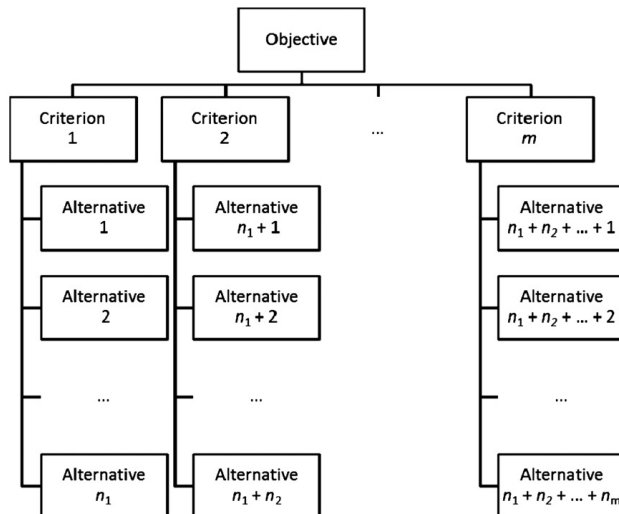 Objective
Criterion
1
Criterion
2
...
Criterion
m
Alternative
1
Alternative
n₁ + 1
Alternative
n₁ + n₂ + ... + 1
Alternative
2
Alternative
n₁ + 2
Alternative
n₁ + n₂ + ... + 2
...
...
...
Alternative
n₁
Alternative
n₁ + n₂
Alternative
n₁ + n₂ + ... + nₘ